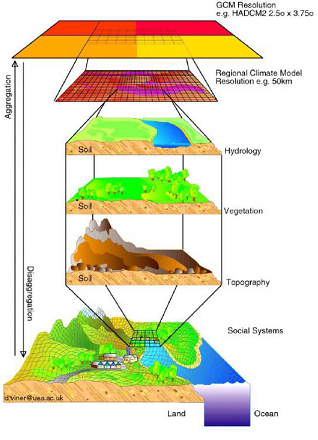 GCM Resolution
e.g. HADCM2 2.5o x 3.75o
Aggregation
Regional Climate Model
Resolution e.g. 50km
Soil
Hydrology
Soil
Vegetation
Soil
Topography
Disaggregation
Social Systems
d.viner@uea.ac.uk
Land
Ocean